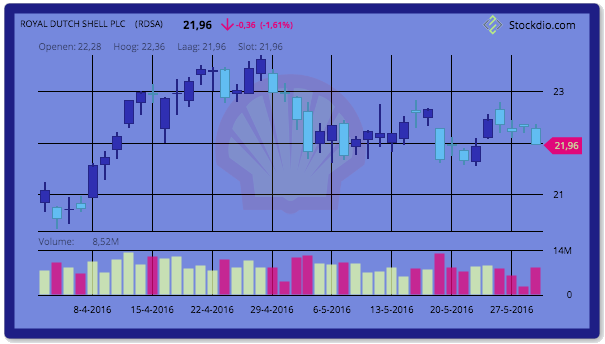 ROYAL DUTCH SHELL PLC (RDSA) 21,96 -0,36 (-1,61%) Stockdio.com
Openen: 22,28 Hoog: 22,36 Laag: 21,96 Slot: 21,96
23
21,96
21
Volume: 8,52M
14M
0
8-4-2016 15-4-2016 22-4-2016 29-4-2016 6-5-2016 13-5-2016 20-5-2016 27-5-2016